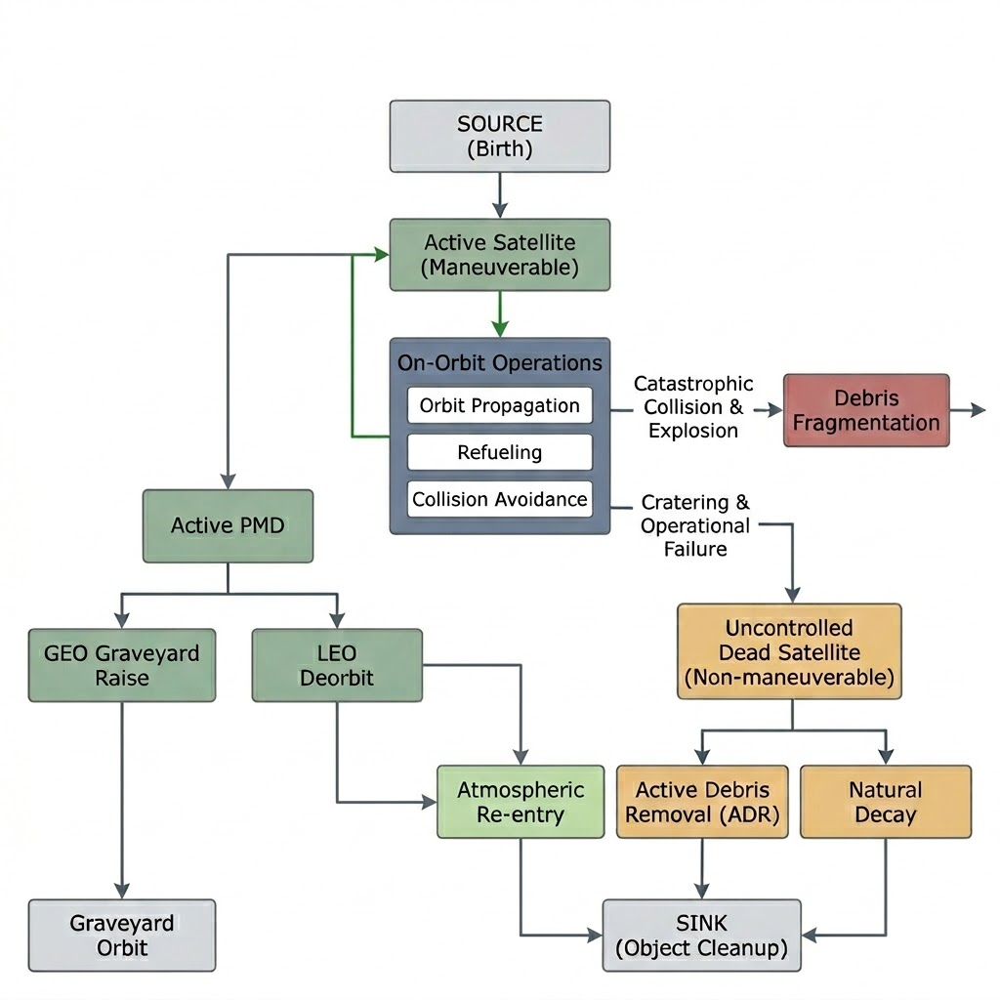 SOURCE
(Birth)
Active Satellite
(Maneuverable)
On-Orbit Operations
Orbit Propagation
Refueling
Collision Avoidance
Catastrophic
Collision &
Explosion
Debris
Fragmentation
Cratering &
Operational
Failure
Active PMD
GEO Graveyard
Raise
LEO
Deorbit
Uncontrolled
Dead Satellite
(Non-maneuverable)
Atmospheric
Re-entry
Active Debris
Removal (ADR)
Natural
Decay
Graveyard
Orbit
SINK
(Object Cleanup)